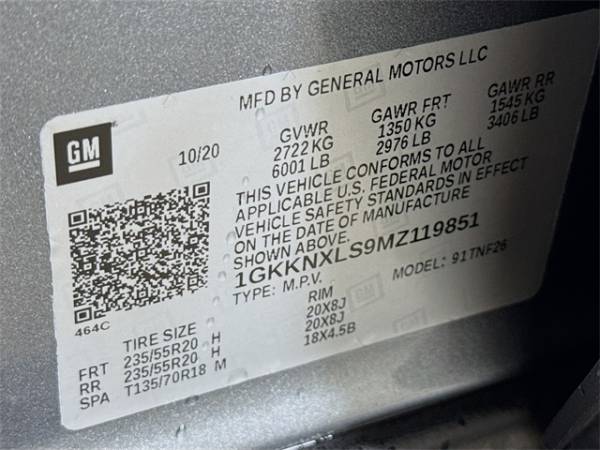 MFD BY GENERAL MOTORS LLC
GM
10/20
GVWR
2722 KG
6001 LB
GAWR FRT
1350 KG
2976 LB
GAWR RR
1545 KG
3406 LB
THIS VEHICLE CONFORMS TO ALL
APPLICABLE U.S. FEDERAL MOTOR
VEHICLE SAFETY STANDARDS IN EFFECT
ON THE DATE OF MANUFACTURE
SHOWN ABOVE.
1GKKNXLS9MZ119851
TYPE: M.P.V.
MODEL: 91TNF26
464C
TIRE SIZE RIM
FRT 235/55R20 H 20X8J
RR 235/55R20 H 20X8J
SPA T135/70R18 M 18X4.5B